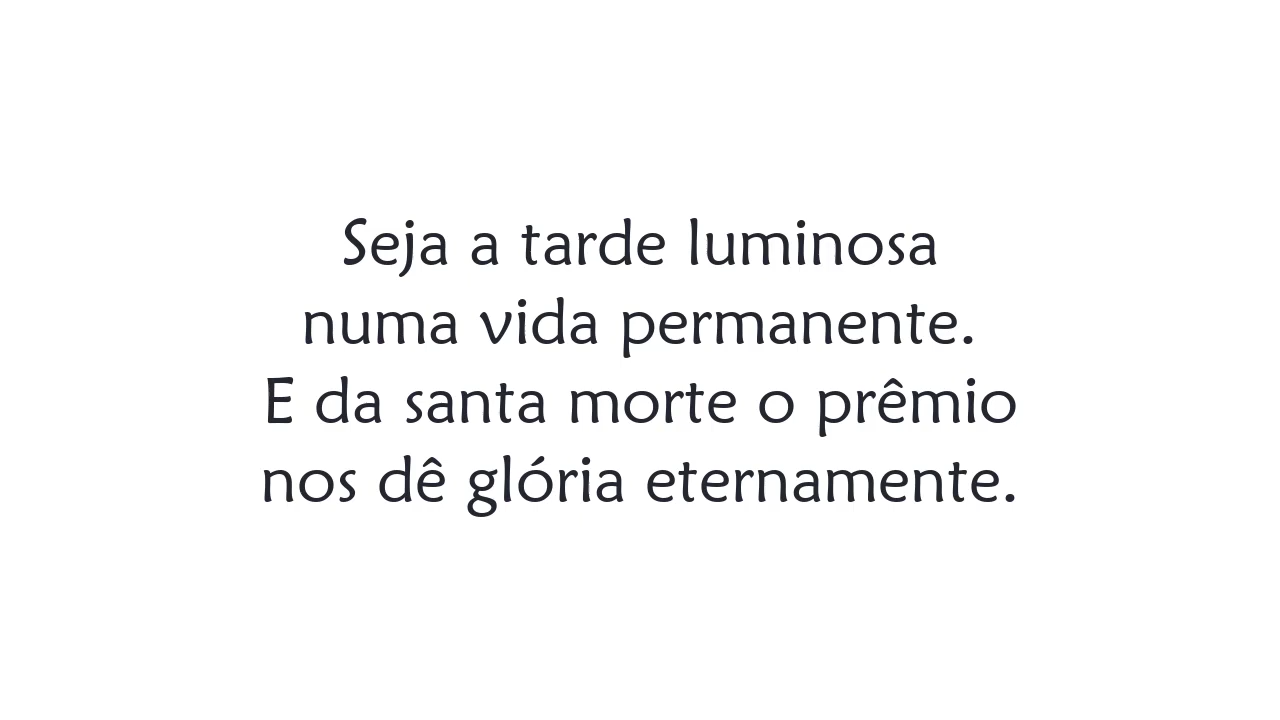 Seja a tarde luminosa
numa vida permanente.
E da santa morte o prêmio
nos dê glória eternamente.